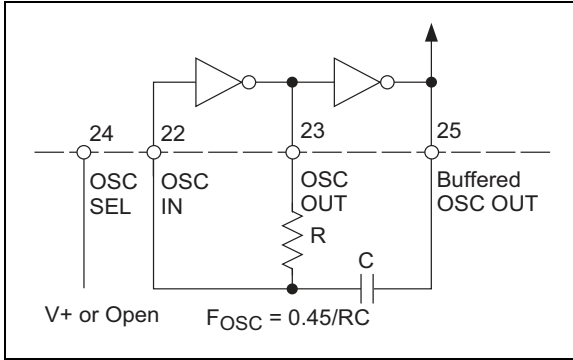 24
22
23
25
OSC
SEL
OSC
IN
OSC
OUT
Buffered
OSC OUT
R
C
V+ or Open
FOSC = 0.45/RC